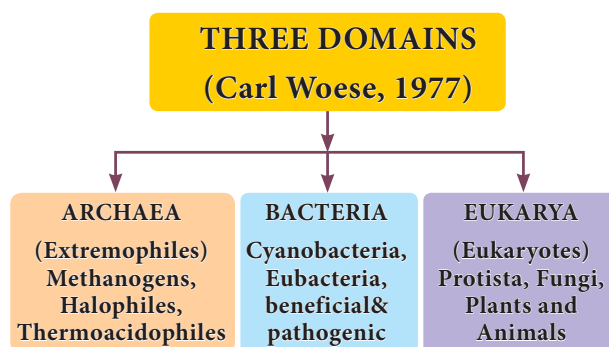 THREE DOMAINS
(Carl Woese, 1977)
ARCHAEA
(Extremophiles)
Methanogens,
Halophiles,
Thermoacidophiles
BACTERIA
Cyanobacteria,
Eubacteria,
beneficial&
pathogenic
EUKARYA
(Eukaryotes)
Protista, Fungi,
Plants and
Animals